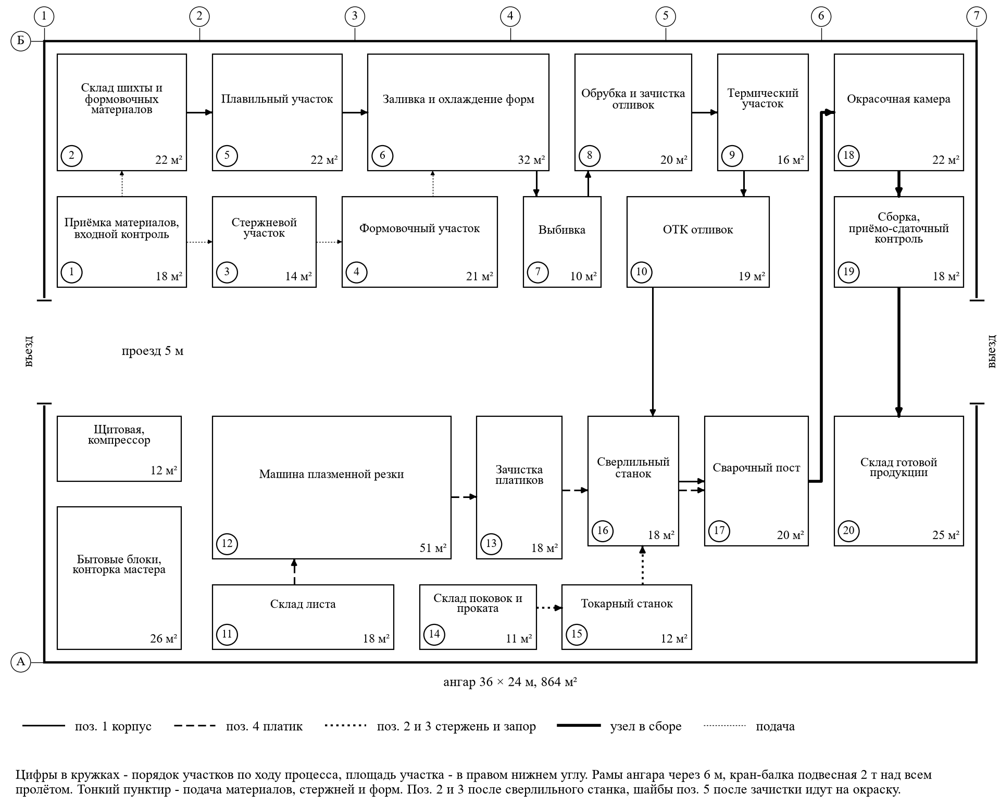 1 2 3 4 5 6 7
Б
Склад шихты и
формовочных
материалов
2 22 м²
Плавильный участок
5 22 м²
Заливка и охлаждение форм
6 32 м²
Обрубка и зачистка
отливок
8 20 м²
Термический
участок
9 16 м²
Окрасочная камера
18 22 м²
Приёмка материалов,
входной контроль
1 18 м²
Стержневой
участок
3 14 м²
Формовочный участок
4 21 м²
Выбивка
7 10 м²
ОТК отливок
10 19 м²
Сборка,
приёмо-сдаточный
контроль
19 18 м²
въезд
проезд 5 м
выезд
Щитовая,
компрессор
12 м²
Машина плазменной резки
12 51 м²
Зачистка
платиков
13 18 м²
Сверлильный
станок
16 18 м²
Сварочный пост
17 20 м²
Склад готовой
продукции
20 25 м²
Бытовые блоки,
конторка мастера
26 м²
Склад листа
11 18 м²
Склад поковок и
проката
14 11 м²
Токарный станок
15 12 м²
А
ангар 36 × 24 м, 864 м²
поз. 1 корпус поз. 4 платик поз. 2 и 3 стержень и запор узел в сборе подача
Цифры в кружках - порядок участков по ходу процесса, площадь участка - в правом нижнем углу. Рамы ангара через 6 м, кран-балка подвесная 2 т над всем
пролётом. Тонкий пунктир - подача материалов, стержней и форм. Поз. 2 и 3 после сверлильного станка, шайбы поз. 5 после зачистки идут на окраску.